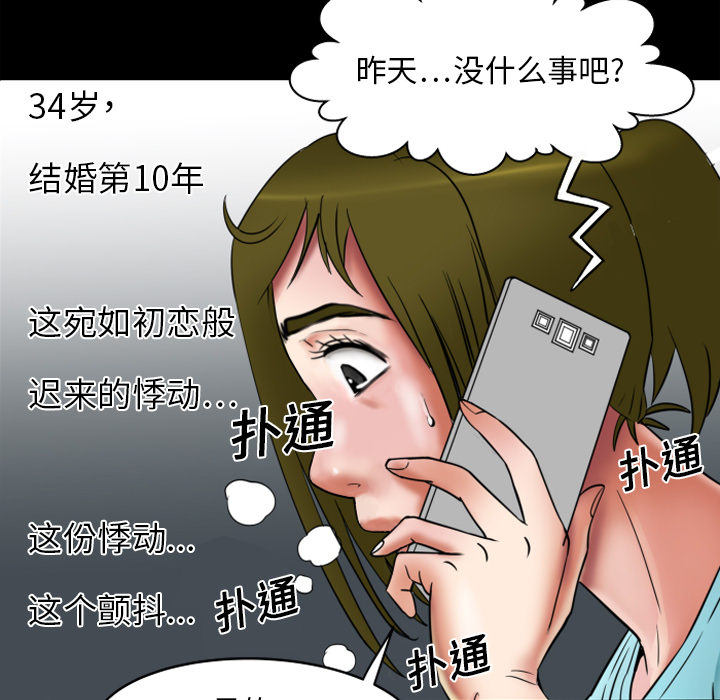 昨天...没什么事吧?
34岁，
结婚第10年
这宛如初恋般
迟来的悸动...
扑通
扑通
这份悸动...
这个颤抖...
扑通
扑通